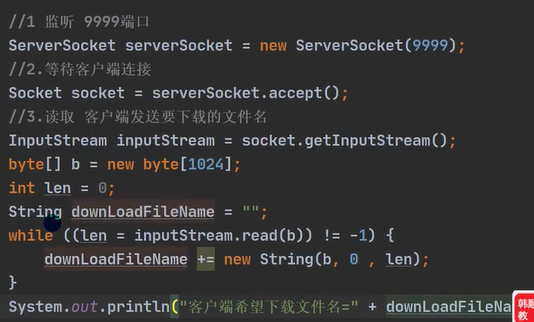 //1 监听 9999端口
ServerSocket serverSocket = new ServerSocket(9999);
//2.等待客户端连接
Socket socket = serverSocket.accept();
//3.读取 客户端发送要下载的文件名
InputStream inputStream = socket.getInputStream();
byte[] b = new byte[1024];
int len = 0;
String downLoadFileName = "";
while ((len = inputStream.read(b)) != -1) {
downLoadFileName += new String(b, 0 , len);
}
System.out.println("客户端希望下载文件名=" + downLoadFileNa